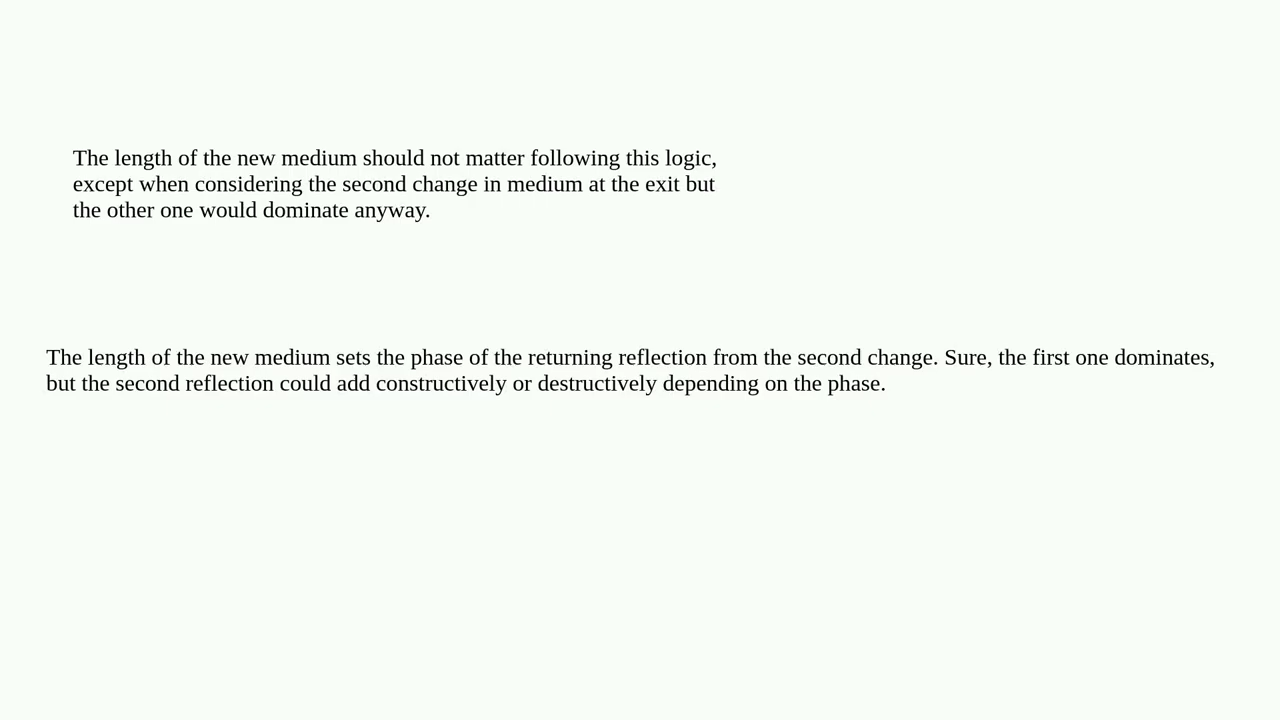 The length of the new medium should not matter following this logic,
except when considering the second change in medium at the exit but
the other one would dominate anyway.
The length of the new medium sets the phase of the returning reflection from the second change. Sure, the first one dominates,
but the second reflection could add constructively or destructively depending on the phase.